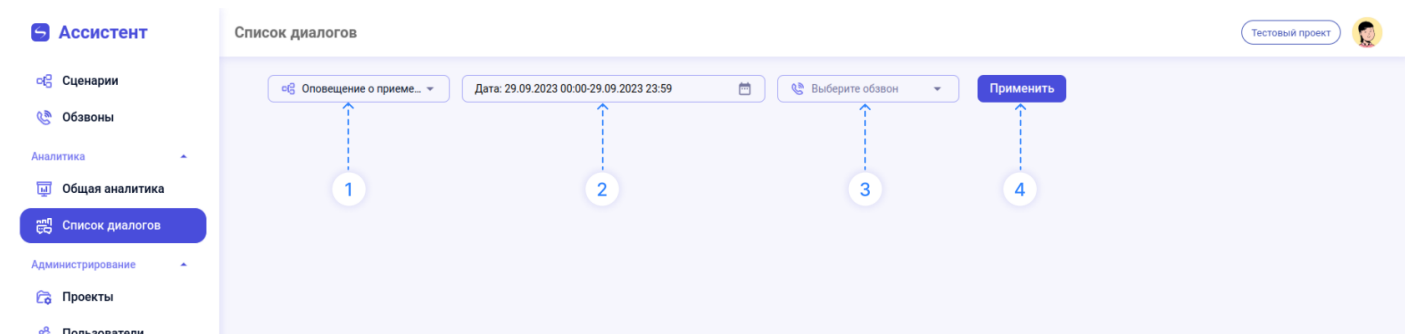 Ассистент
Список диалогов
Тестовый проект
Сценарии
Оповещение о приеме...
Дата: 29.09.2023 00:00-29.09.2023 23:59
Выберите обзвон
Применить
Обзвоны
Аналитика
Общая аналитика
1
2
3
4
Список диалогов
Администрирование
Проекты
Пользователи